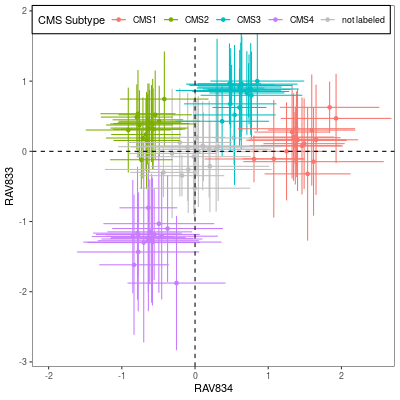 CMS Subtype CMS1 CMS2 CMS3 CMS4 not labeled
2
1
0
-1
-2
-3
RAV833
-2 -1 0 1 2
RAV834